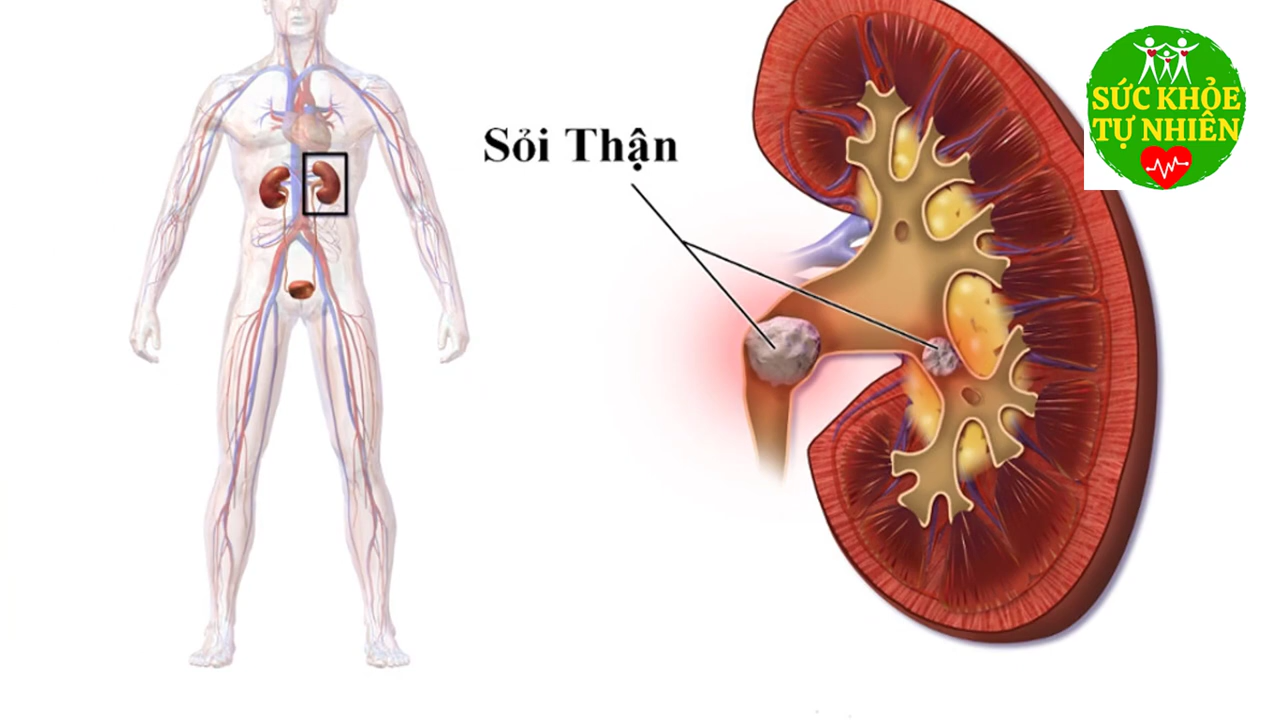 Sỏi Thận
SỨC KHỎE
TỰ NHIÊN